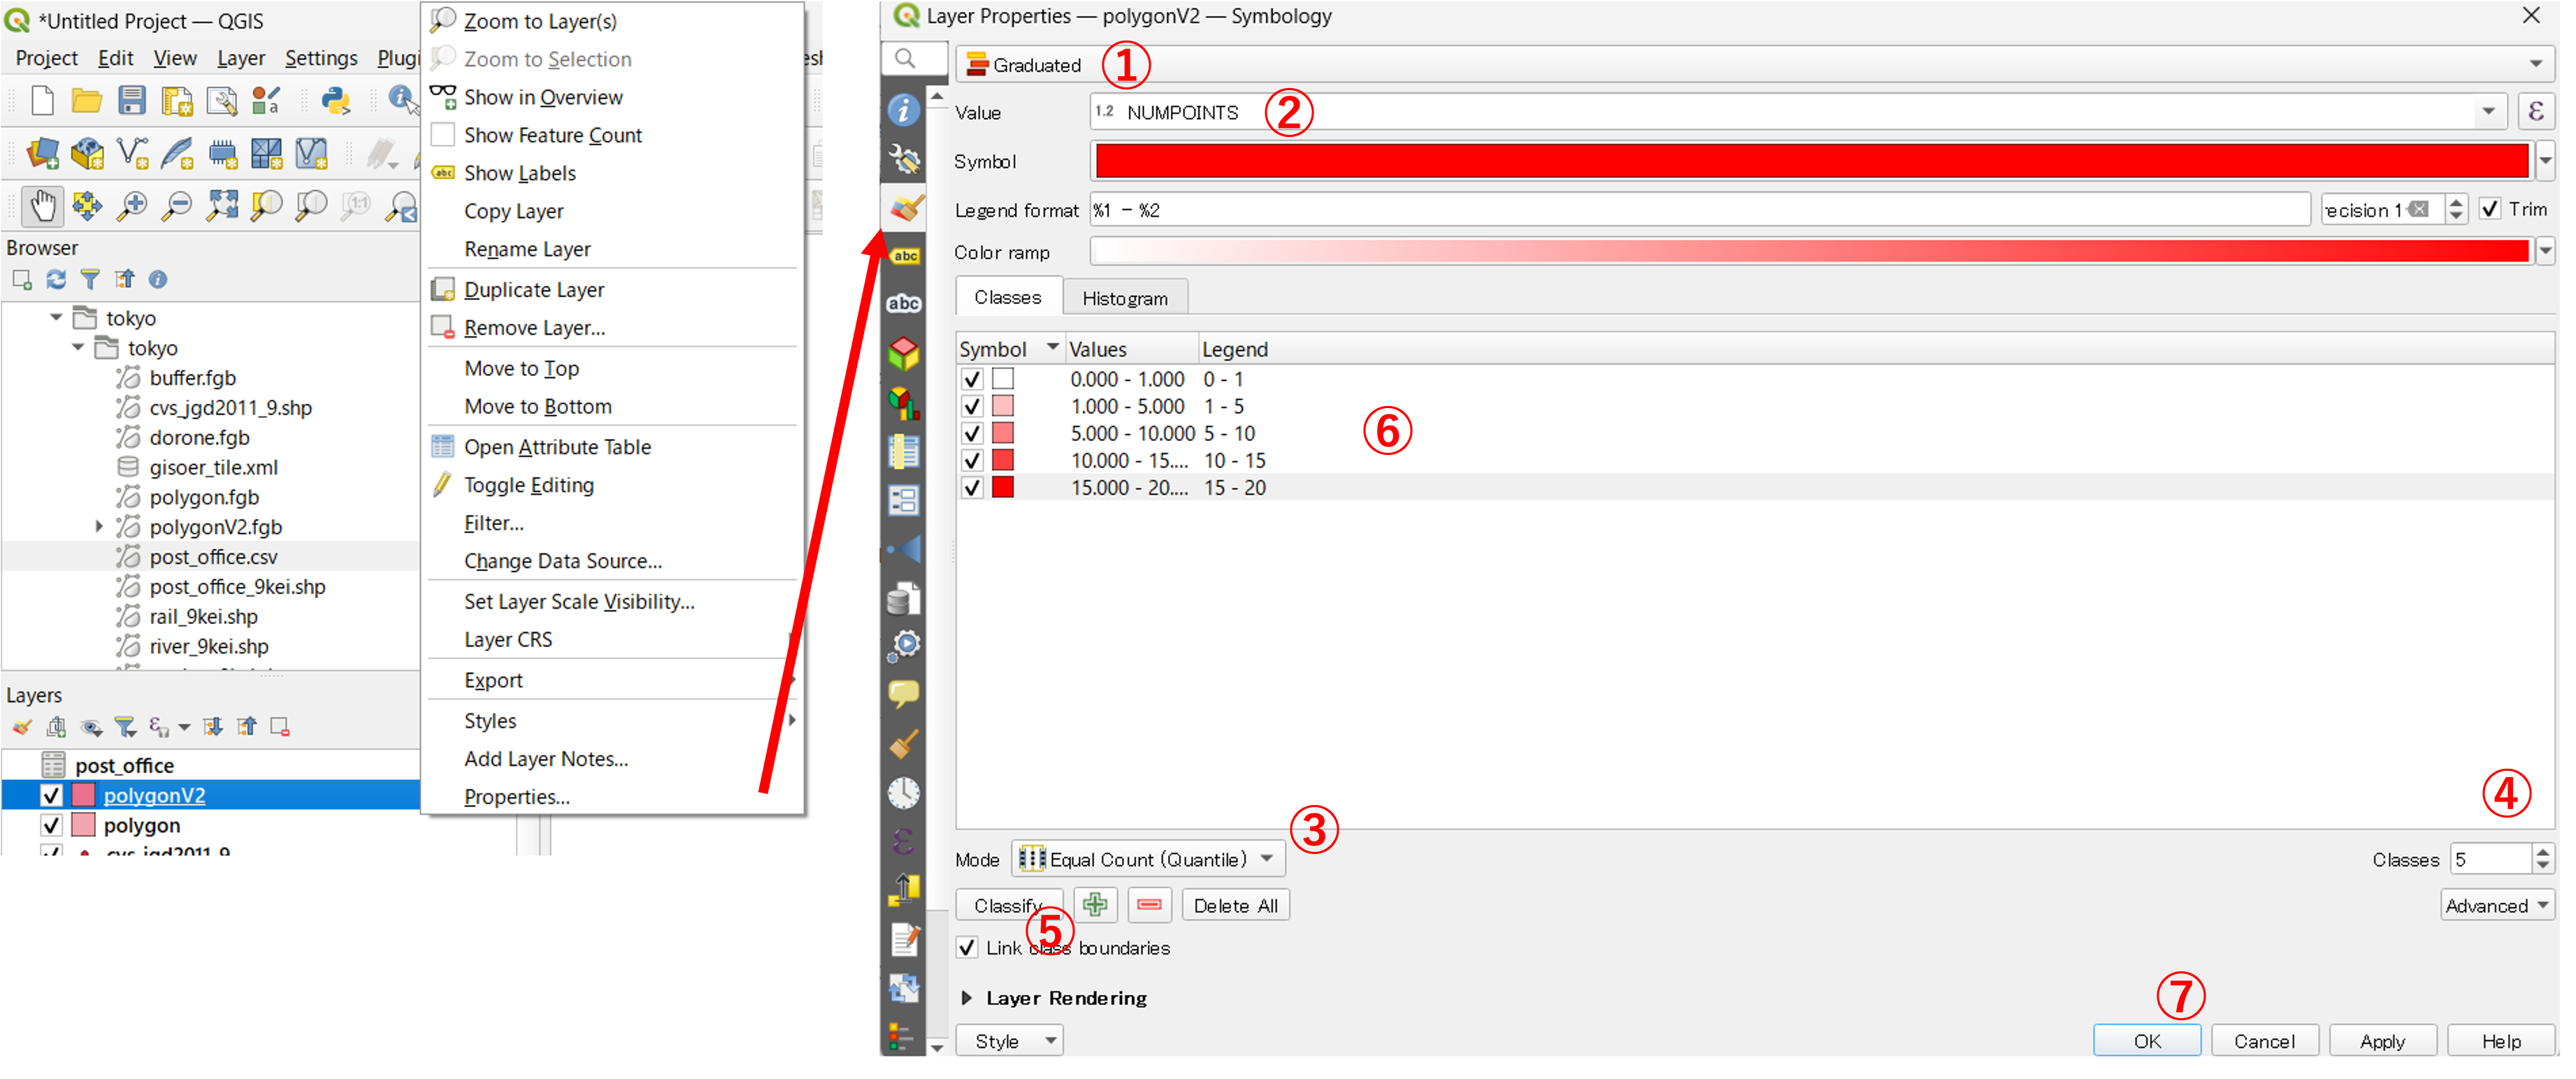 *Untitled Project — QGIS
Project Edit View Layer Settings Plugi
Browser
tokyo
tokyo
buffer.fgb
cvs_jgd2011_9.shp
dorone.fgb
gisoer_tile.xml
polygon.fgb
polygonV2.fgb
post_office.csv
post_office_9kei.shp
rail_9kei.shp
river_9kei.shp
Layers
post_office
polygonV2
polygon
cvs_jgd2011_9
Zoom to Layer(s)
Zoom to Selection
Show in Overview
Show Feature Count
Show Labels
Copy Layer
Rename Layer
Duplicate Layer
Remove Layer...
Move to Top
Move to Bottom
Open Attribute Table
Toggle Editing
Filter...
Change Data Source...
Set Layer Scale Visibility...
Layer CRS
Export
Styles
Add Layer Notes...
Properties...
Layer Properties — polygonV2 — Symbology
Graduated ①
Value 1.2 NUMPOINTS ② ε
Symbol
Legend format %1 - %2 ecision 1 Trim
Color ramp
Classes Histogram
Symbol Values Legend
0.000 - 1.000 0 - 1
1.000 - 5.000 1 - 5
5.000 - 10.000 5 - 10
10.000 - 15.... 10 - 15
15.000 - 20.... 15 - 20
⑥
④
③
Mode Equal Count (Quantile) Classes 5
Classify Delete All Advanced
⑤
Link class boundaries
Layer Rendering
⑦
Style OK Cancel Apply Help